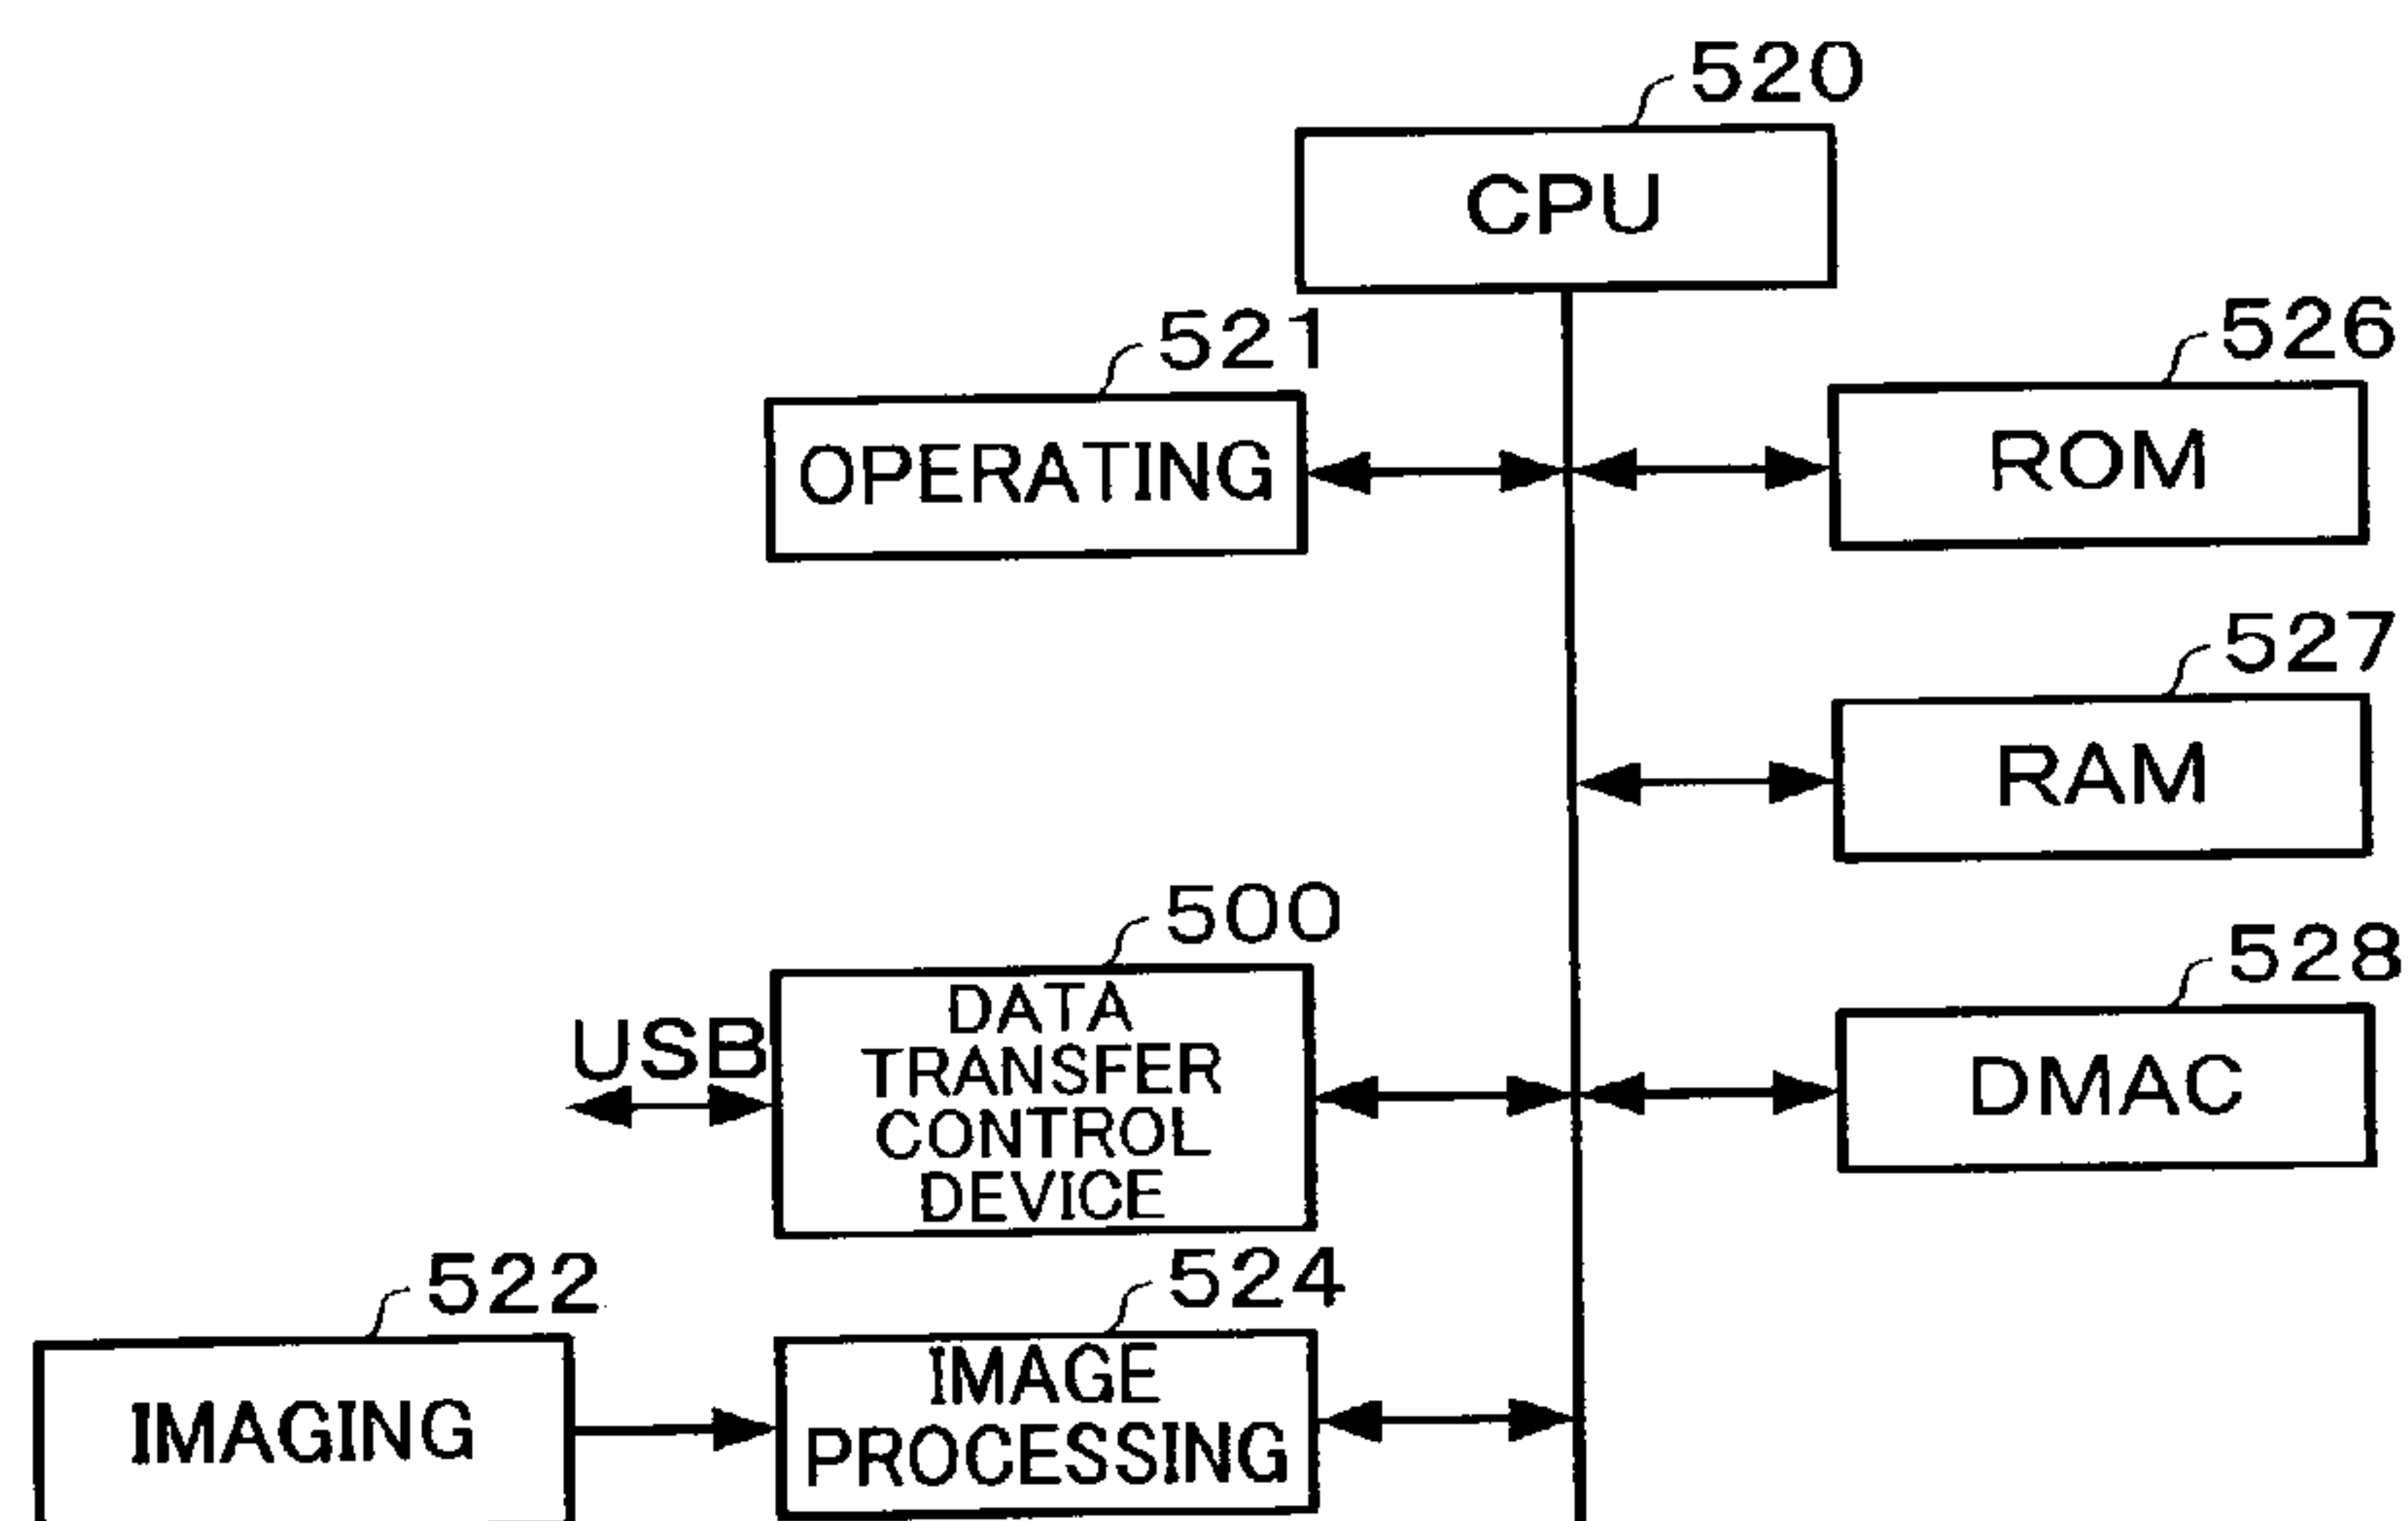 520
CPU
521
526
OPERATING
ROM
527
RAM
500
528
USB
DATA
TRANSFER
CONTROL
DEVICE
DMAC
522
524
IMAGING
IMAGE
PROCESSING